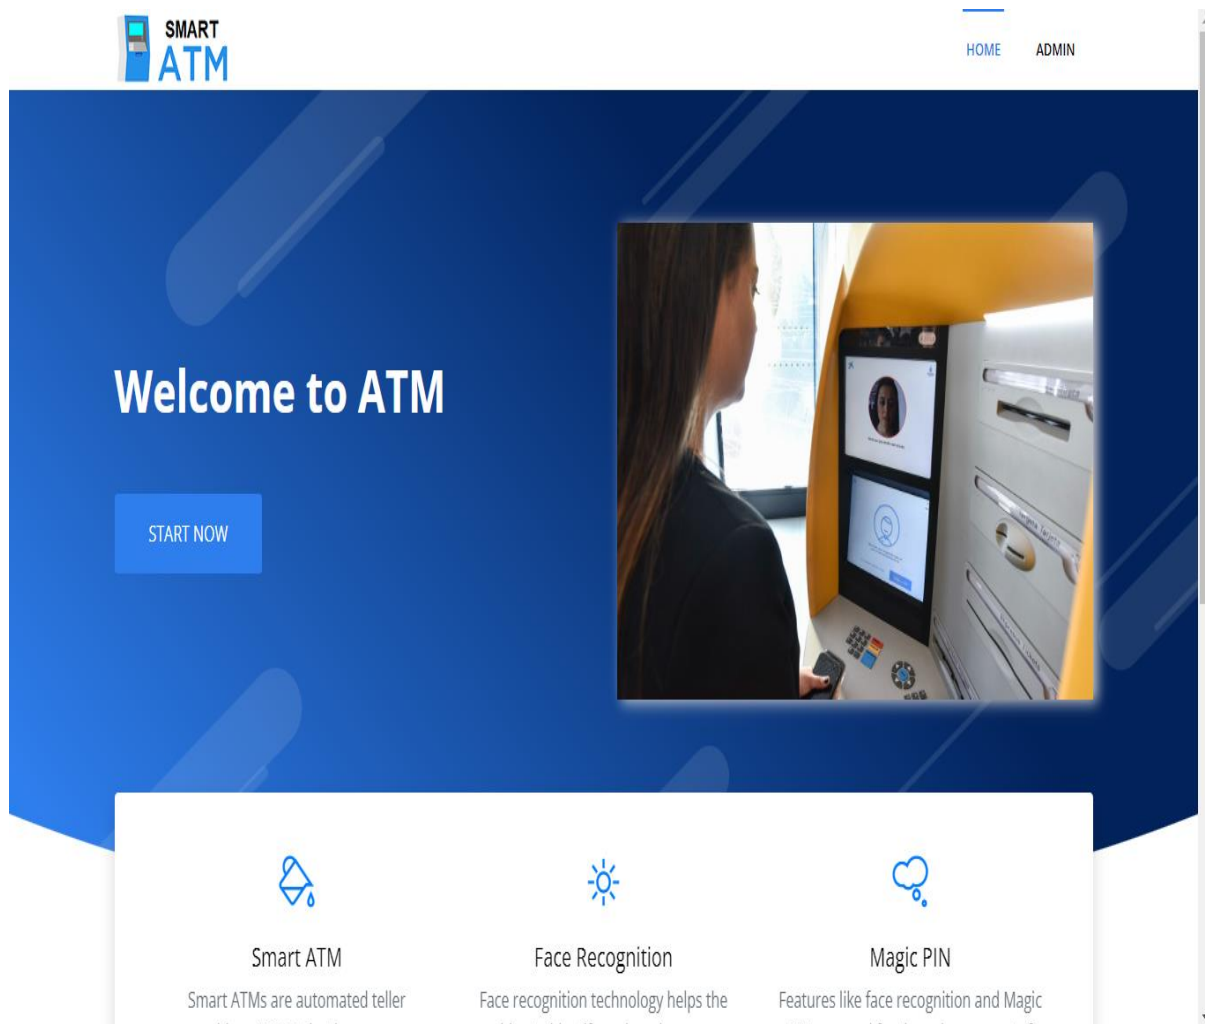 SMART
ATM
HOME
ADMIN
Welcome to ATM
START NOW
Smart ATM
Face Recognition
Magic PIN
Smart ATMs are automated teller
Face recognition technology helps the
Features like face recognition and Magic